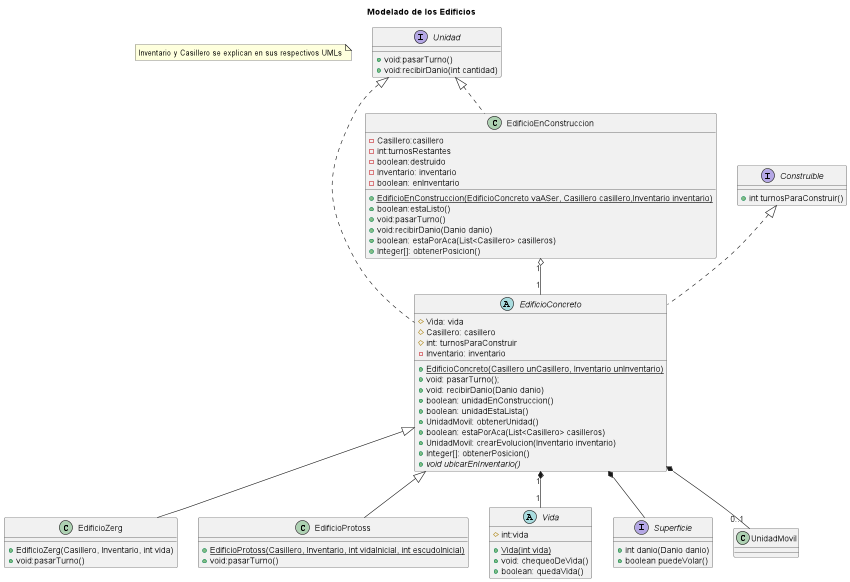 Modelado de los Edificios
Inventario y Casillero se explican en sus respectivos UMLs
I Unidad
void:pasarTurno()
void:recibirDanio(int cantidad)
C EdificioEnConstruccion
Casillero:casillero
int:turnosRestantes
boolean:destruido
Inventario: inventario
boolean: enInventario
EdificioEnConstruccion(EdificioConcreto vaASer, Casillero casillero,Inventario inventario)
boolean:estaListo()
void:pasarTurno()
void:recibirDanio(Danio danio)
boolean: estaPorAca(List<Casillero> casilleros)
Integer[]: obtenerPosicion()
I Construible
int turnosParaConstruir()
1
1
A EdificioConcreto
Vida: vida
Casillero: casillero
int: turnosParaConstruir
Inventario: inventario
EdificioConcreto(Casillero unCasillero, Inventario unInventario)
void: pasarTurno();
void: recibirDanio(Danio danio)
boolean: unidadEnConstruccion()
boolean: unidadEstaLista()
UnidadMovil: obtenerUnidad()
boolean: estaPorAca(List<Casillero> casilleros)
UnidadMovil: crearEvolucion(Inventario inventario)
Integer[]: obtenerPosicion()
void ubicarEnInventario()
C EdificioZerg
EdificioZerg(Casillero, Inventario, int vida)
void:pasarTurno()
C EdificioProtoss
EdificioProtoss(Casillero, Inventario, int vidaInicial, int escudoInicial)
void:pasarTurno()
1
1
A Vida
int:vida
Vida(int vida)
void: chequeoDeVida()
boolean: quedaVida()
I Superficie
int danio(Danio danio)
boolean puedeVolar()
0..1
C UnidadMovil